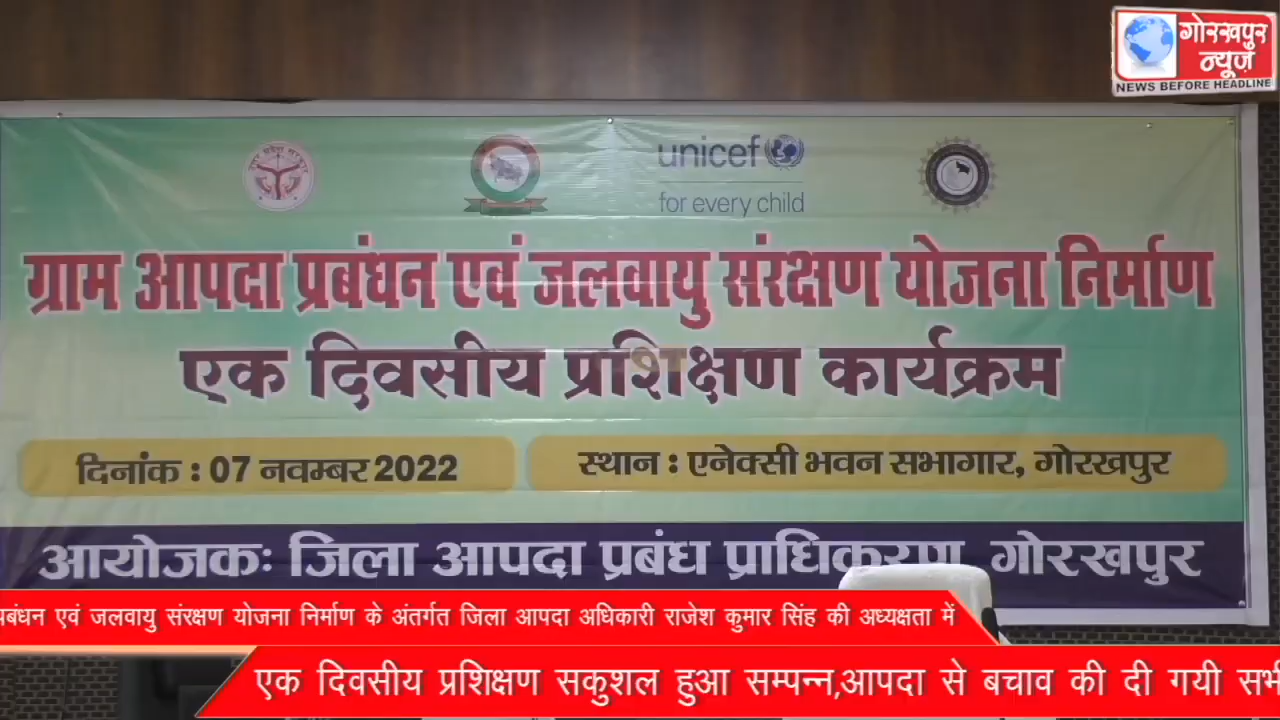 गोरखपुर
न्यूज़
NEWS BEFORE HEADLINE
unicef
for every child
ग्राम आपदा प्रबंधन एवं जलवायु संरक्षण योजना निर्माण
एक दिवसीय प्रशिक्षण कार्यक्रम
दिनांक : 07 नवम्बर 2022
स्थान : एनेक्सी भवन सभागार, गोरखपुर
आयोजकः जिला आपदा प्रबंध प्राधिकरण, गोरखपुर
एवं जलवायु संरक्षण योजना निर्माण के अंतर्गत जिला आपदा अधिकारी राजेश कुमार सिंह की अध्यक्षता में
एक दिवसीय प्रशिक्षण सकुशल हुआ सम्पन्न,आपदा से बचाव की दी गयी